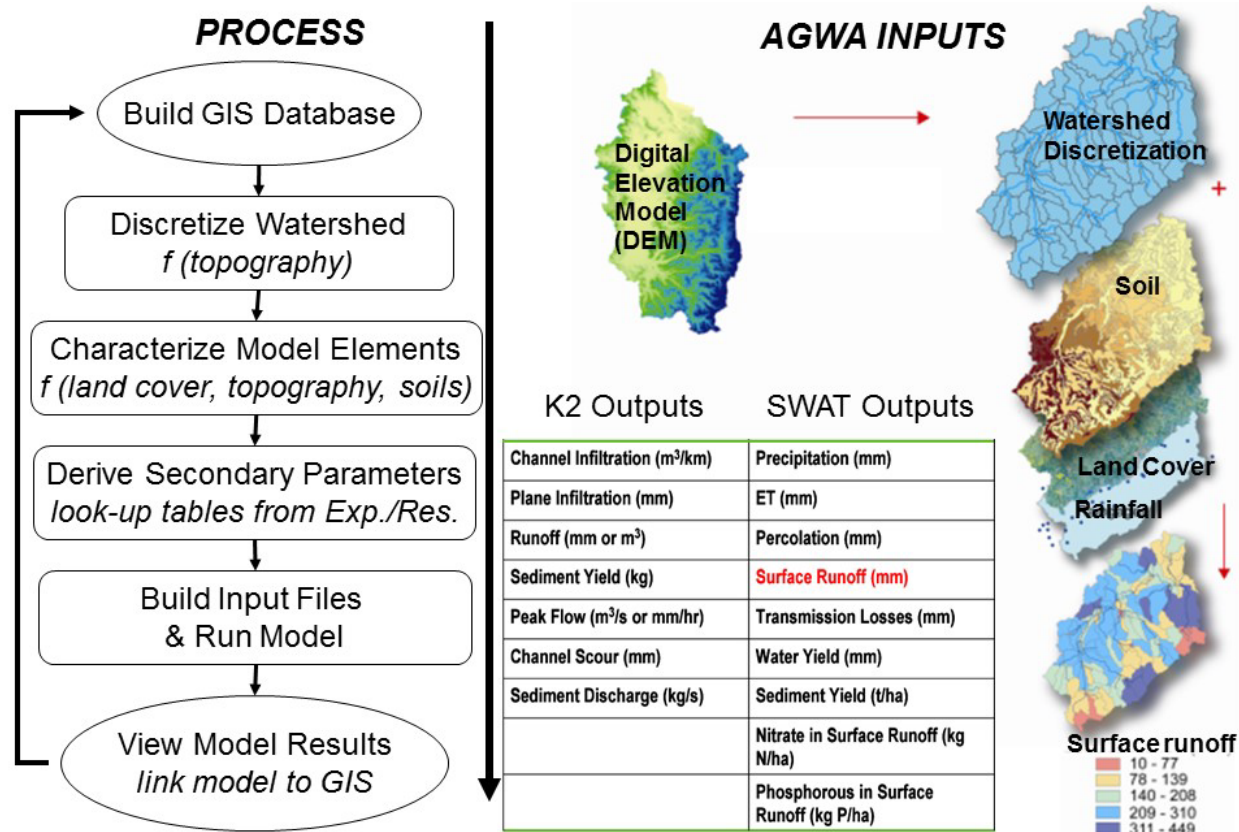 PROCESS
Build GIS Database
Discretize Watershed
f (topography)
Characterize Model Elements
f (land cover, topography, soils)
Derive Secondary Parameters
look-up tables from Exp./Res.
Build Input Files
& Run Model
View Model Results
link model to GIS
AGWA INPUTS
Digital
Elevation
Model
(DEM)
Watershed
Discretization
+
Soil
Land Cover
Rainfall
Surface runoff
10 - 77
78 - 139
140 - 208
209 - 310
311 - 449
K2 Outputs SWAT Outputs
Channel Infiltration (m³/km) Precipitation (mm)
Plane Infiltration (mm) ET (mm)
Runoff (mm or m³) Percolation (mm)
Sediment Yield (kg) Surface Runoff (mm)
Peak Flow (m³/s or mm/hr) Transmission Losses (mm)
Channel Scour (mm) Water Yield (mm)
Sediment Discharge (kg/s) Sediment Yield (t/ha)
Nitrate in Surface Runoff (kg
N/ha)
Phosphorous in Surface
Runoff (kg P/ha)